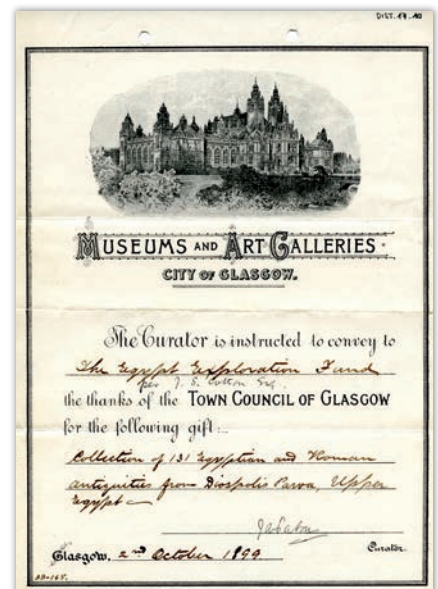 DIST.17.40
MUSEUMS AND ART GALLERIES
CITY OF GLASGOW.
The Curator is instructed to convey to
The Egypt Exploration Fund
per J. S. Cotton Esq.
the thanks of the TOWN COUNCIL OF GLASGOW
for the following gift:—
Collection of 131 Egyptian and Roman
antiquities from Diospolis Parva, Upper
Egypt
Curator.
Glasgow, 2nd October 1899